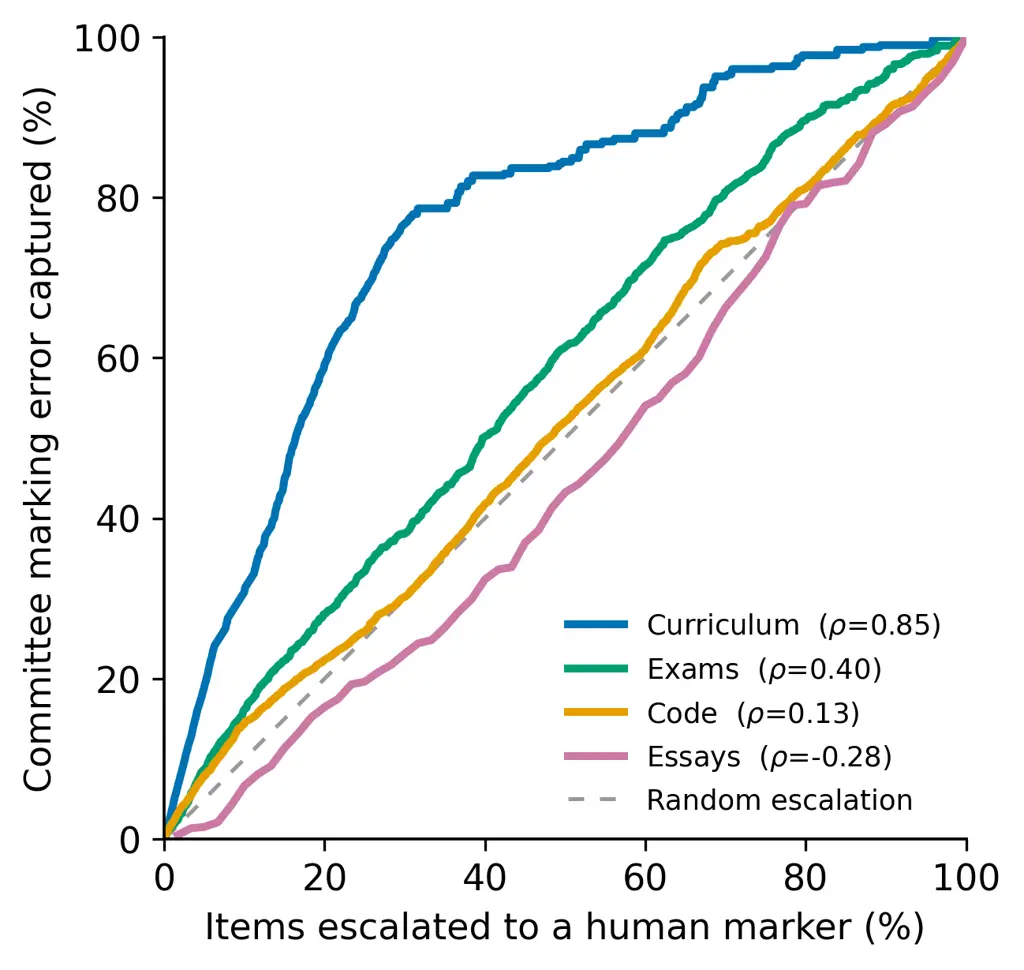 Committee marking error captured (%)
100
80
60
40
20
0
0 20 40 60 80 100
Items escalated to a human marker (%)
Curriculum (ρ=0.85)
Exams (ρ=0.40)
Code (ρ=0.13)
Essays (ρ=-0.28)
Random escalation